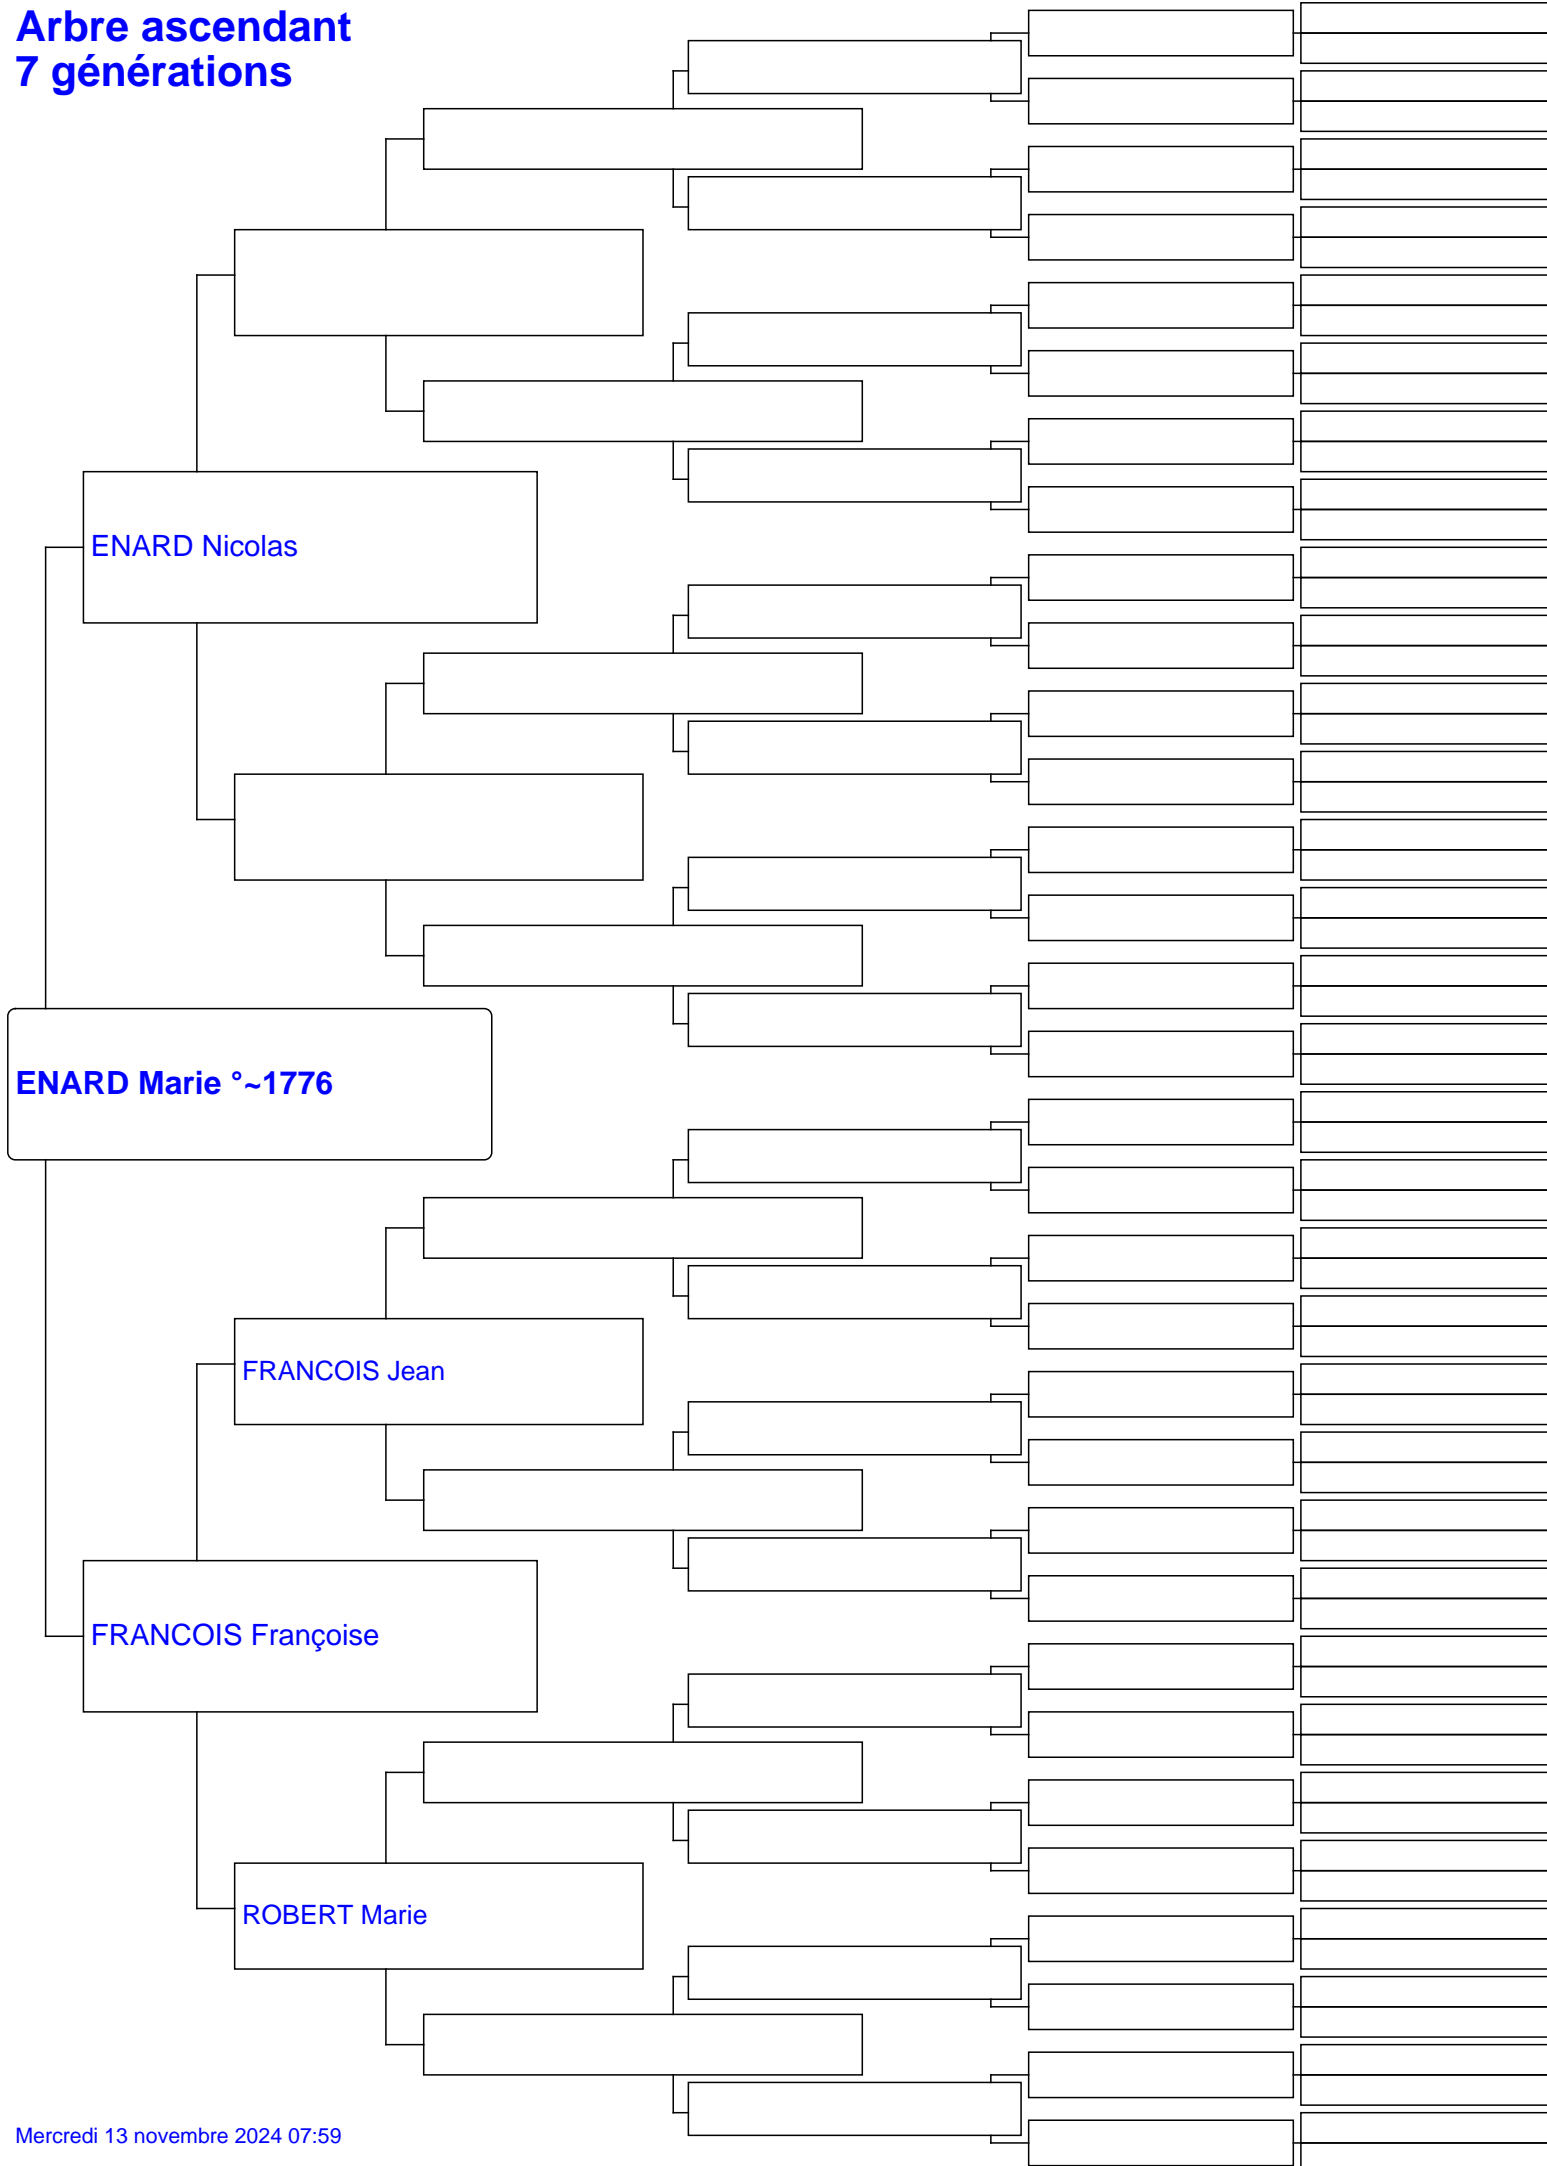 Arbre ascendant
7 générations
ENARD Nicolas
ENARD Marie °~1776
FRANCOIS Jean
FRANCOIS Françoise
ROBERT Marie
Mercredi 13 novembre 2024 07:59